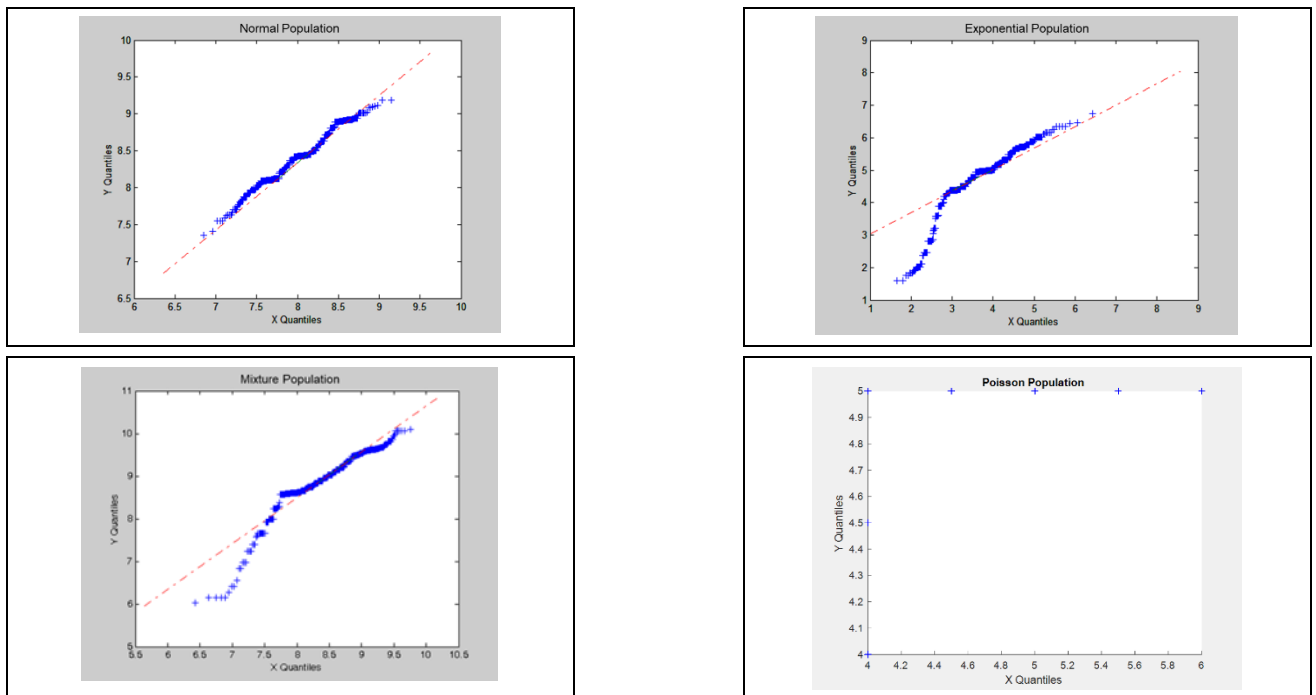 Normal Population
10
9.5
9
8.5
8
7.5
7
6.5
Y Quantiles
6 6.5 7 7.5 8 8.5 9 9.5 10
X Quantiles
Exponential Population
9
8
7
6
5
4
3
2
1
Y Quantiles
1 2 3 4 5 6 7 8 9
X Quantiles
Mixture Population
11
10
9
8
7
6
5
Y Quantiles
5.5 6 6.5 7 7.5 8 8.5 9 9.5 10 10.5
X Quantiles
Poisson Population
5
4.9
4.8
4.7
4.6
4.5
4.4
4.3
4.2
4.1
4
Y Quantiles
4 4.2 4.4 4.6 4.8 5 5.2 5.4 5.6 5.8 6
X Quantiles